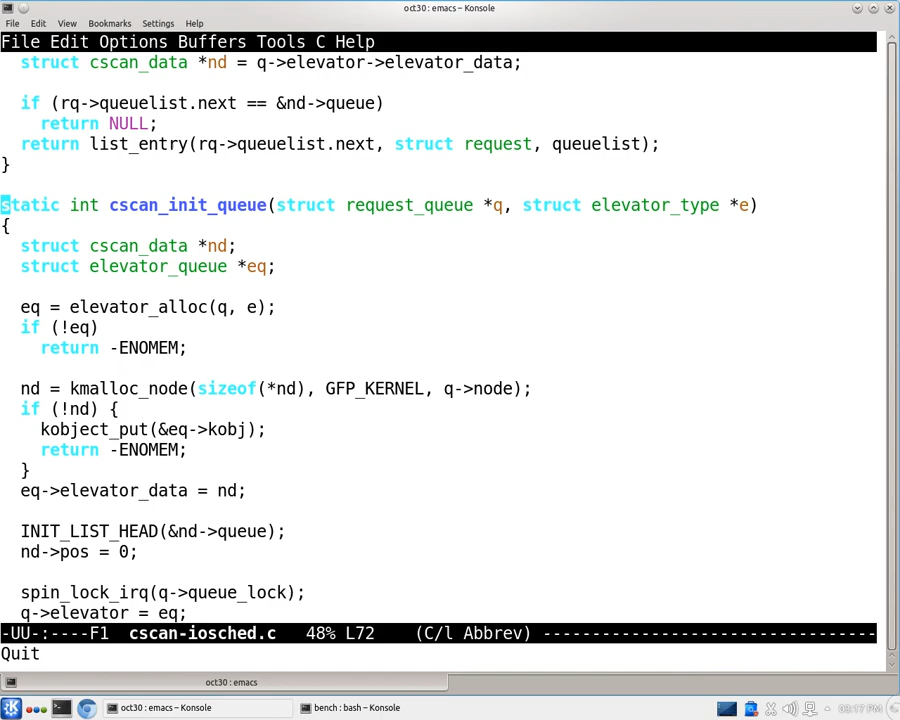 oct30 : emacs – Konsole
File Edit View Bookmarks Settings Help
File Edit Options Buffers Tools C Help
struct cscan_data *nd = q->elevator->elevator_data;
if (rq->queuelist.next == &nd->queue)
return NULL;
return list_entry(rq->queuelist.next, struct request, queuelist);
}
static int cscan_init_queue(struct request_queue *q, struct elevator_type *e)
{
struct cscan_data *nd;
struct elevator_queue *eq;
eq = elevator_alloc(q, e);
if (!eq)
return -ENOMEM;
nd = kmalloc_node(sizeof(*nd), GFP_KERNEL, q->node);
if (!nd) {
kobject_put(&eq->kobj);
return -ENOMEM;
}
eq->elevator_data = nd;
INIT_LIST_HEAD(&nd->queue);
nd->pos = 0;
spin_lock_irq(q->queue_lock);
q->elevator = eq;
-UU-:----F1 cscan-iosched.c 48% L72 (C/l Abbrev) ----------------------------------
Quit
oct30 : emacs
oct30 : emacs – Konsole bench : bash – Konsole 03:17 PM